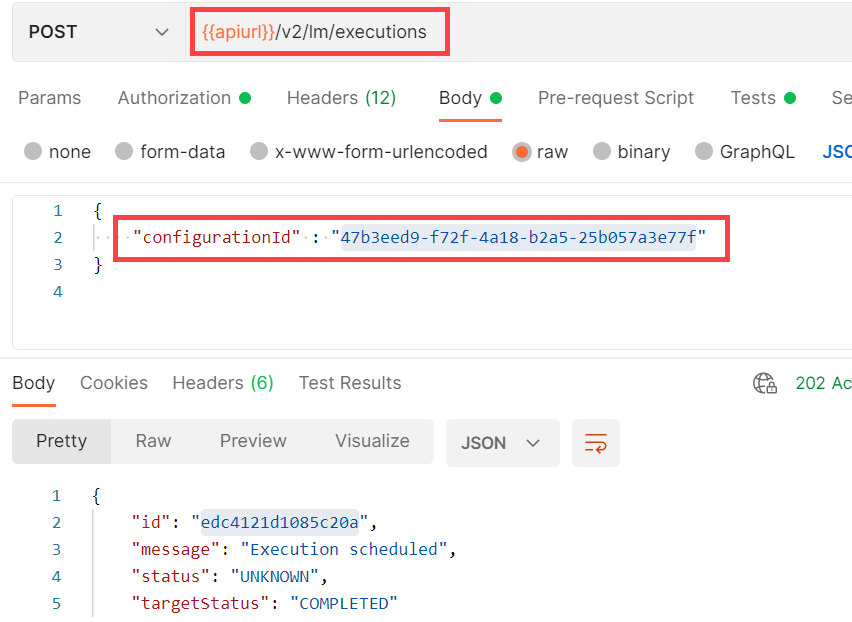 POST {{apiurl}}/v2/lm/executions
Params Authorization Headers (12) Body Pre-request Script Tests Se
none form-data x-www-form-urlencoded raw binary GraphQL JSO
1 {
2 "configurationId" : "47b3eed9-f72f-4a18-b2a5-25b057a3e77f"
3 }
4
Body Cookies Headers (6) Test Results 202 Ac
Pretty Raw Preview Visualize JSON
1 {
2 "id": "edc4121d1085c20a",
3 "message": "Execution scheduled",
4 "status": "UNKNOWN",
5 "targetStatus": "COMPLETED"